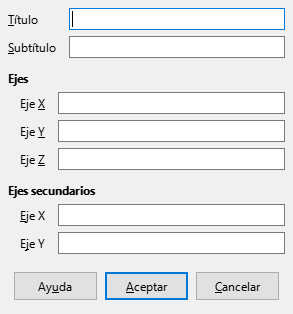 Título
Subtítulo
Ejes
Eje X
Eje Y
Eje Z
Ejes secundarios
Eje X
Eje Y
Ayuda Aceptar Cancelar